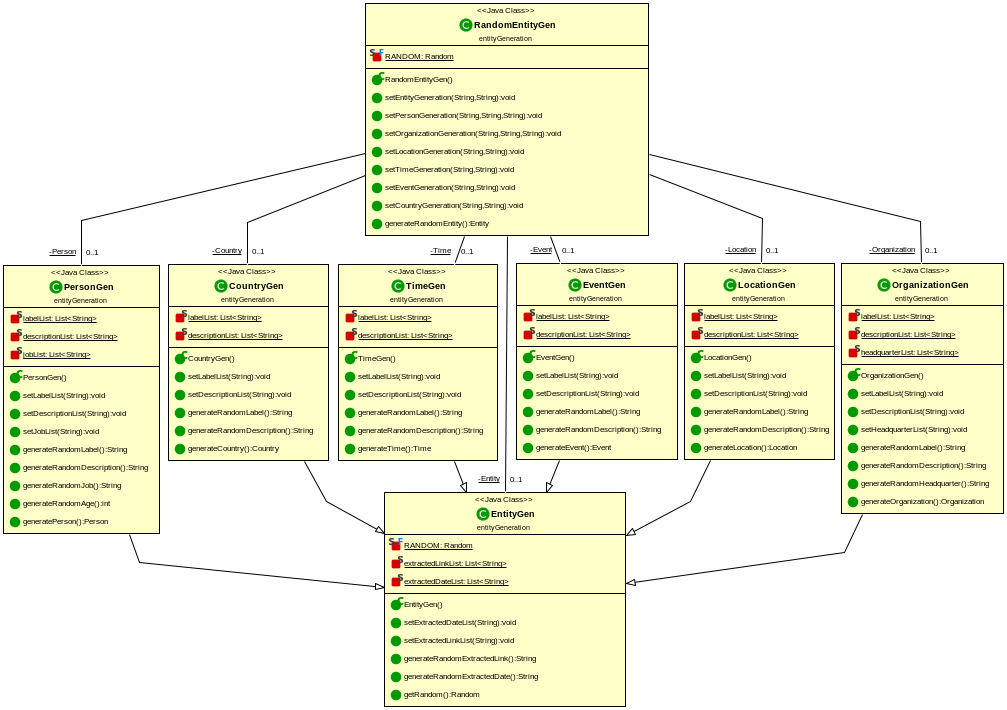 <<Java Class>>
C RandomEntityGen
entityGeneration
S F RANDOM: Random
C RandomEntityGen()
setEntityGeneration(String,String):void
setPersonGeneration(String,String,String):void
setOrganizationGeneration(String,String,String):void
setLocationGeneration(String,String):void
setTimeGeneration(String,String):void
setEventGeneration(String,String):void
setCountryGeneration(String,String):void
generateRandomEntity():Entity
-Person 0..1
-Country 0..1
-Time 0..1
-Event 0..1
-Location 0..1
-Organization 0..1
<<Java Class>>
C PersonGen
entityGeneration
S labelList: List<String>
S descriptionList: List<String>
S jobList: List<String>
C PersonGen()
setLabelList(String):void
setDescriptionList(String):void
setJobList(String):void
generateRandomLabel():String
generateRandomDescription():String
generateRandomJob():String
generateRandomAge():int
generatePerson():Person
<<Java Class>>
C CountryGen
entityGeneration
S labelList: List<String>
S descriptionList: List<String>
C CountryGen()
setLabelList(String):void
setDescriptionList(String):void
generateRandomLabel():String
generateRandomDescription():String
generateCountry():Country
<<Java Class>>
C TimeGen
entityGeneration
S labelList: List<String>
S descriptionList: List<String>
C TimeGen()
setLabelList(String):void
setDescriptionList(String):void
generateRandomLabel():String
generateRandomDescription():String
generateTime():Time
<<Java Class>>
C EventGen
entityGeneration
S labelList: List<String>
S descriptionList: List<String>
C EventGen()
setLabelList(String):void
setDescriptionList(String):void
generateRandomLabel():String
generateRandomDescription():String
generateEvent():Event
<<Java Class>>
C LocationGen
entityGeneration
S labelList: List<String>
S descriptionList: List<String>
C LocationGen()
setLabelList(String):void
setDescriptionList(String):void
generateRandomLabel():String
generateRandomDescription():String
generateLocation():Location
<<Java Class>>
C OrganizationGen
entityGeneration
S labelList: List<String>
S descriptionList: List<String>
S headquarterList: List<String>
C OrganizationGen()
setLabelList(String):void
setDescriptionList(String):void
setHeadquarterList(String):void
generateRandomLabel():String
generateRandomDescription():String
generateRandomHeadquarter():String
generateOrganization():Organization
-Entity 0..1
<<Java Class>>
C EntityGen
entityGeneration
S F RANDOM: Random
S extractedLinkList: List<String>
S extractedDateList: List<String>
C EntityGen()
setExtractedDateList(String):void
setExtractedLinkList(String):void
generateRandomExtractedLink():String
generateRandomExtractedDate():String
getRandom():Random